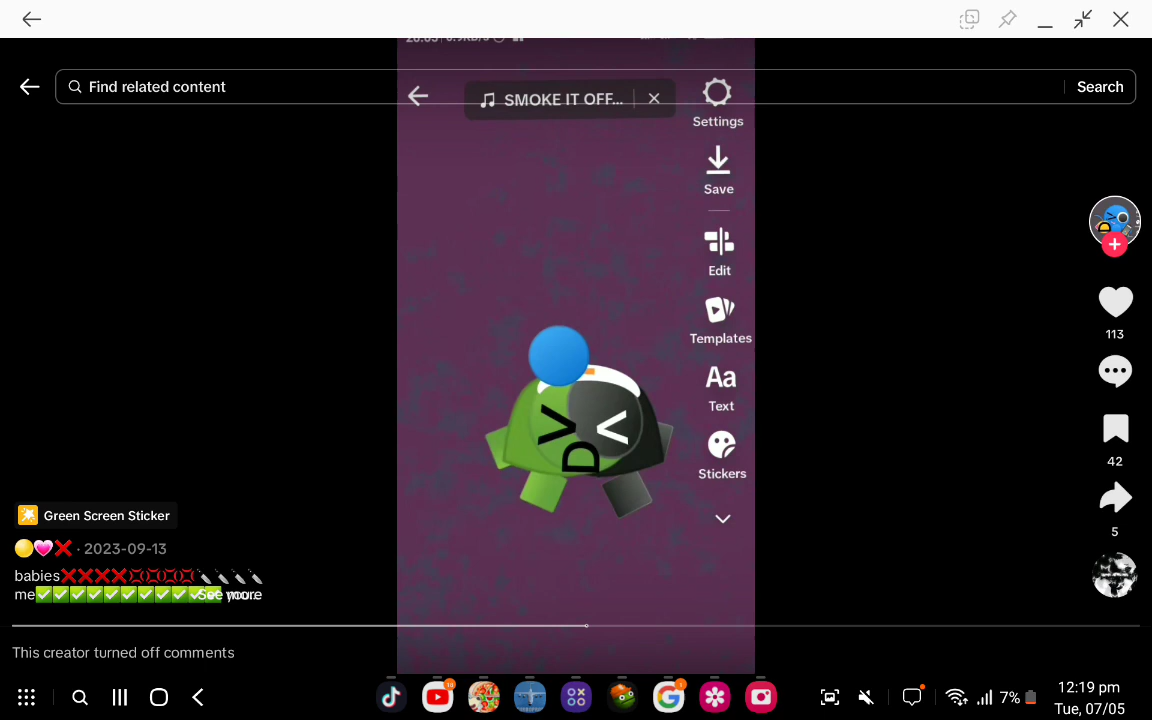 Find related content
Search
SMOKE IT OFF...
Settings
Save
Edit
Templates
Aa
Text
Stickers
V
<
D
113
42
5
Green Screen Sticker
🟡💗❌ · 2023-09-13
babies❌❌❌❌💢💢💢💢🔪🔪🔪🔪
me✅✅✅✅✅✅✅✅✅✅ See more
This creator turned off comments
7%
12:19 pm
Tue, 07/05